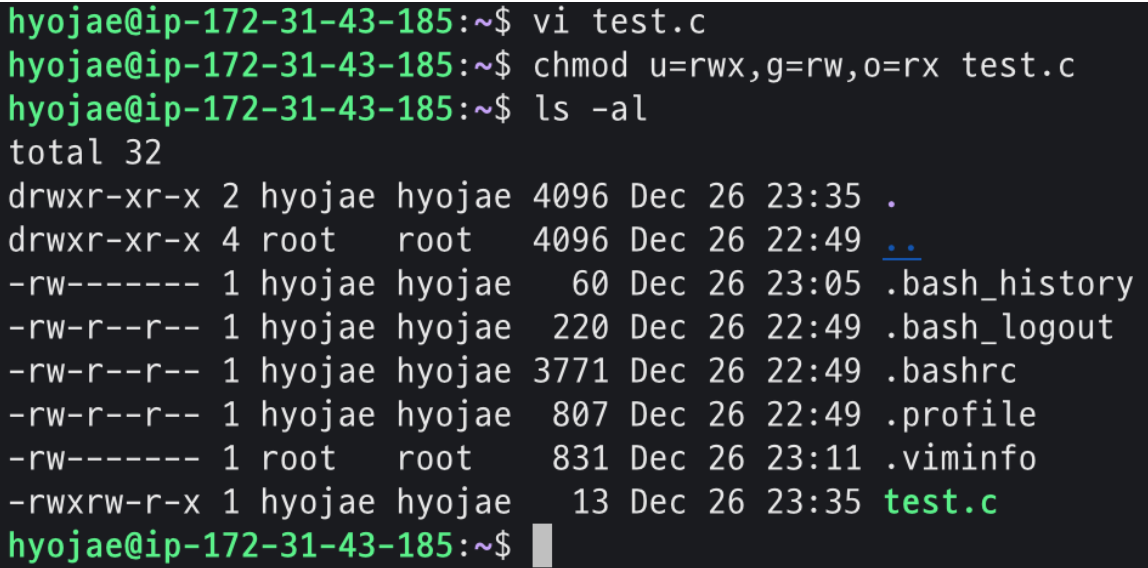 hyojae@ip-172-31-43-185:~$ vi test.c
hyojae@ip-172-31-43-185:~$ chmod u=rwx,g=rw,o=rx test.c
hyojae@ip-172-31-43-185:~$ ls -al
total 32
drwxr-xr-x 2 hyojae hyojae 4096 Dec 26 23:35 .
drwxr-xr-x 4 root   root   4096 Dec 26 22:49 ..
-rw------- 1 hyojae hyojae   60 Dec 26 23:05 .bash_history
-rw-r--r-- 1 hyojae hyojae  220 Dec 26 22:49 .bash_logout
-rw-r--r-- 1 hyojae hyojae 3771 Dec 26 22:49 .bashrc
-rw-r--r-- 1 hyojae hyojae  807 Dec 26 22:49 .profile
-rw------- 1 root   root    831 Dec 26 23:11 .viminfo
-rwxrw-r-x 1 hyojae hyojae   13 Dec 26 23:35 test.c
hyojae@ip-172-31-43-185:~$